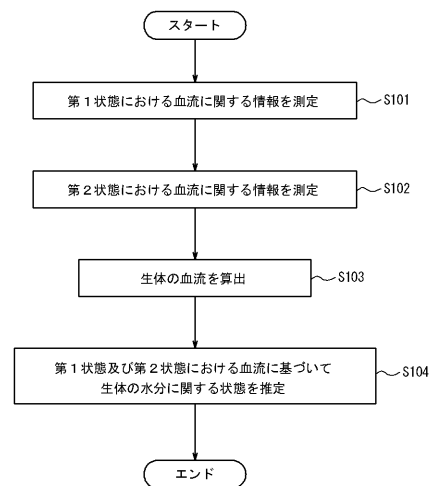 スタート
第1状態における血流に関する情報を測定
S101
第2状態における血流に関する情報を測定
S102
生体の血流を算出
S103
第1状態及び第2状態における血流に基づいて
生体の水分に関する状態を推定
S104
エンド